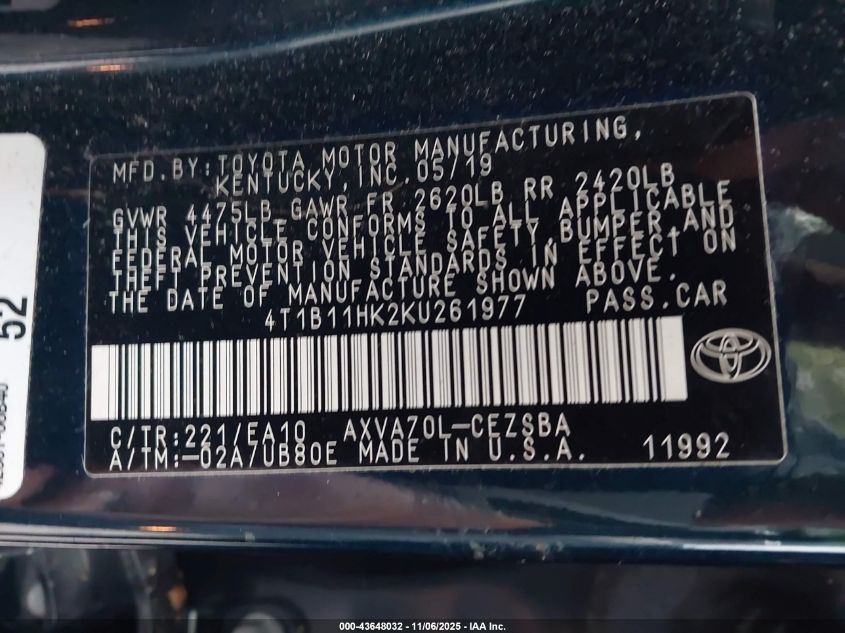 MFD.BY:TOYOTA MOTOR MANUFACTURING,
KENTUCKY,INC.05/19
GVWR 4475LB GAWR FR 2620LB RR 2420LB
THIS VEHICLE CONFORMS TO ALL APPLICABLE
FEDERAL MOTOR VEHICLE SAFETY,BUMPER,AND
THEFT PREVENTION STANDARDS IN EFFECT ON
THE DATE OF MANUFACTURE SHOWN ABOVE.
4T1B11HK2KU261977 PASS.CAR
C/TR:221/EA10 AXVA70L-CEZSBA
A/TM:-02A/UB80E MADE IN U.S.A. 11992
52
000-43648032 - 11/06/2025 - IAA Inc.